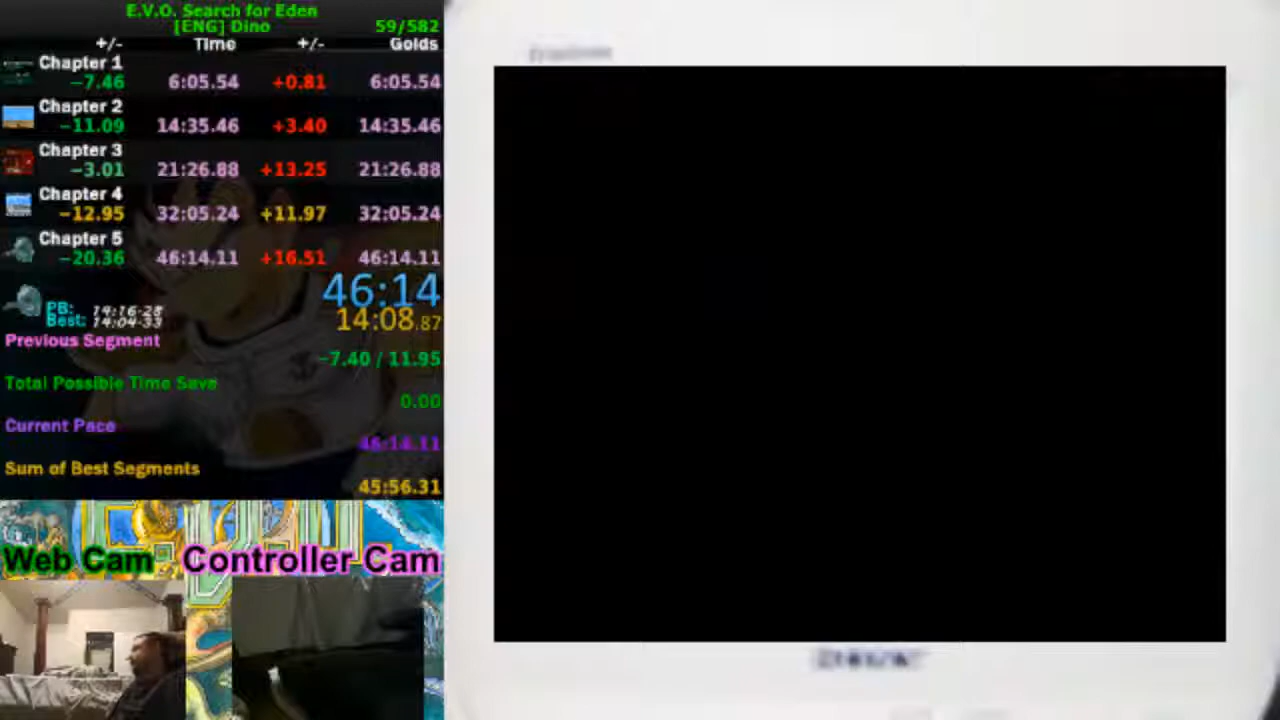 E.V.O. Search for Eden
[ENG] Dino 59/582
+/- Time +/- Golds
Chapter 1
-7.46 6:05.54 +0.81 6:05.54
Chapter 2
-11.09 14:35.46 +3.40 14:35.46
Chapter 3
-3.01 21:26.88 +13.25 21:26.88
Chapter 4
-12.95 32:05.24 +11.97 32:05.24
Chapter 5
-20.36 46:14.11 +16.51 46:14.11
46:14
PB: 14:16.28
Best: 14:04.33
14:08.87
Previous Segment
-7.40 / 11.95
Total Possible Time Save
0.00
Current Pace
46:14.11
Sum of Best Segments
45:56.31
Web Cam Controller Cam